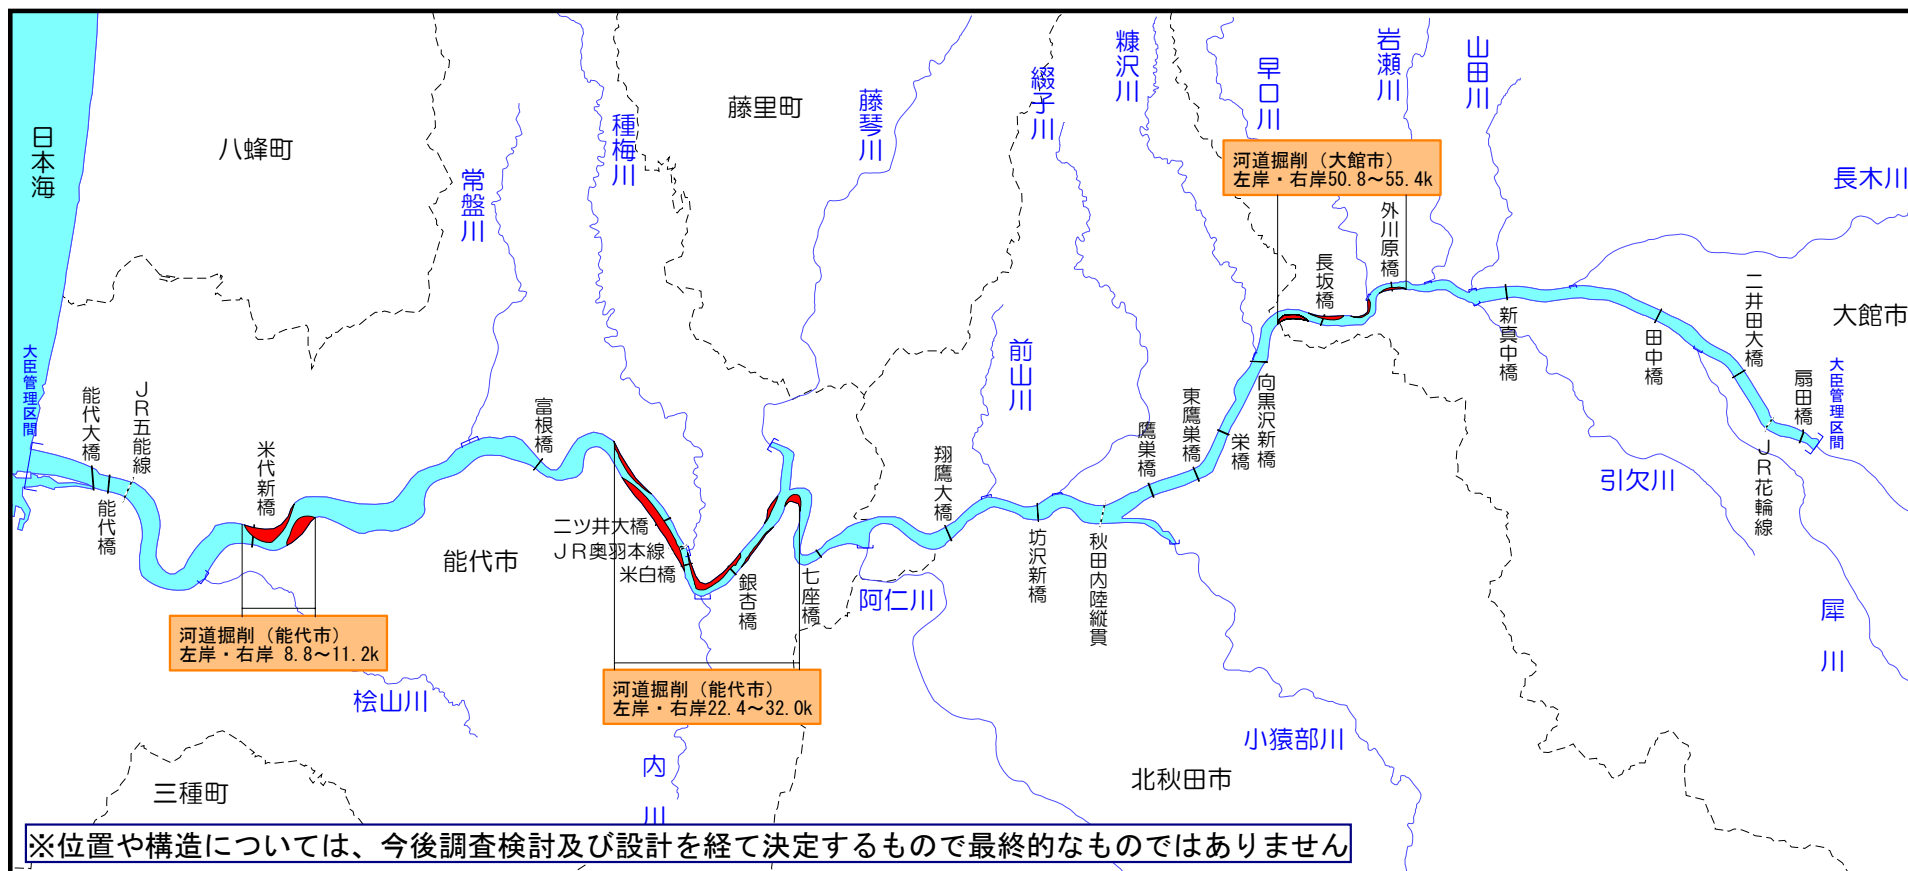 日本海
八峰町
常盤川
種梅川
藤里町
藤琴川
綴子川
糠沢川
早口川
岩瀬川
山田川
長木川
河道掘削（大館市）
左岸・右岸50.8～55.4k
外川原橋
長坂橋
新真中橋
田中橋
二井田大橋
大館市
扇田橋
大臣管理区間
JR花輪線
引欠川
犀川
大臣管理区間
能代大橋
能代橋
JR五能線
米代新橋
富根橋
能代市
二ツ井大橋
JR奥羽本線
米白橋
銀杏橋
七座橋
阿仁川
前山川
翔鷹大橋
坊沢新橋
秋田内陸縦貫
鷹巣橋
東鷹巣橋
栄橋
向黒沢新橋
河道掘削（能代市）
左岸・右岸 8.8～11.2k
桧山川
河道掘削（能代市）
左岸・右岸22.4～32.0k
内川
小猿部川
北秋田市
三種町
※位置や構造については、今後調査検討及び設計を経て決定するもので最終的なものではありません